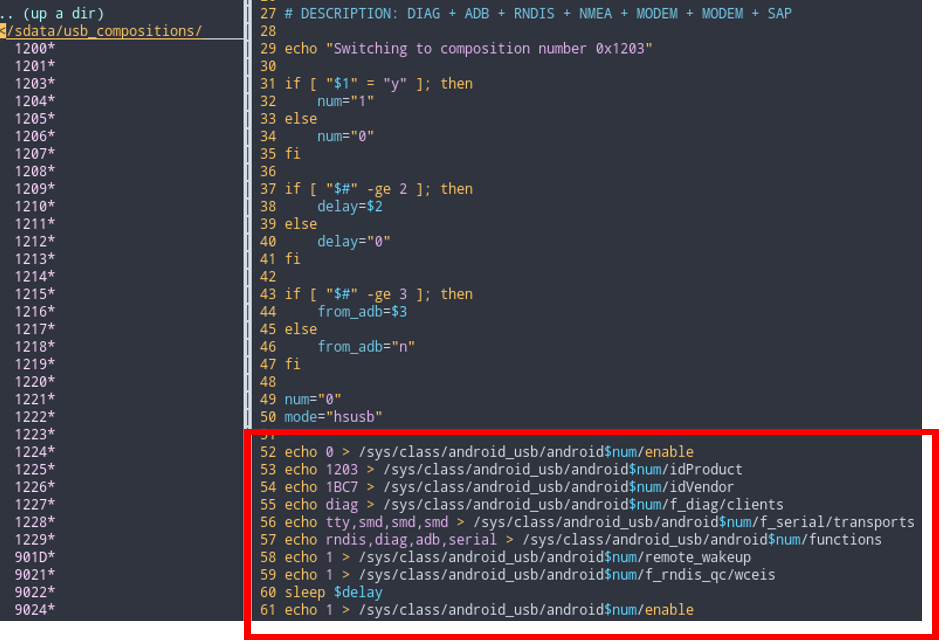 .. (up a dir)
</sdata/usb_compositions/
1200*
1201*
1203*
1204*
1205*
1206*
1207*
1208*
1209*
1210*
1211*
1212*
1213*
1214*
1215*
1216*
1217*
1218*
1219*
1220*
1221*
1222*
1223*
1224*
1225*
1226*
1227*
1228*
1229*
901D*
9021*
9022*
9024*
27 # DESCRIPTION: DIAG + ADB + RNDIS + NMEA + MODEM + MODEM + SAP
28
29 echo "Switching to composition number 0x1203"
30
31 if [ "$1" = "y" ]; then
32     num="1"
33 else
34     num="0"
35 fi
36
37 if [ "$#" -ge 2 ]; then
38     delay=$2
39 else
40     delay="0"
41 fi
42
43 if [ "$#" -ge 3 ]; then
44     from_adb=$3
45 else
46     from_adb="n"
47 fi
48
49 num="0"
50 mode="hsusb"
51
52 echo 0 > /sys/class/android_usb/android$num/enable
53 echo 1203 > /sys/class/android_usb/android$num/idProduct
54 echo 1BC7 > /sys/class/android_usb/android$num/idVendor
55 echo diag > /sys/class/android_usb/android$num/f_diag/clients
56 echo tty,smd,smd,smd > /sys/class/android_usb/android$num/f_serial/transports
57 echo rndis,diag,adb,serial > /sys/class/android_usb/android$num/functions
58 echo 1 > /sys/class/android_usb/android$num/remote_wakeup
59 echo 1 > /sys/class/android_usb/android$num/f_rndis_qc/wceis
60 sleep $delay
61 echo 1 > /sys/class/android_usb/android$num/enable